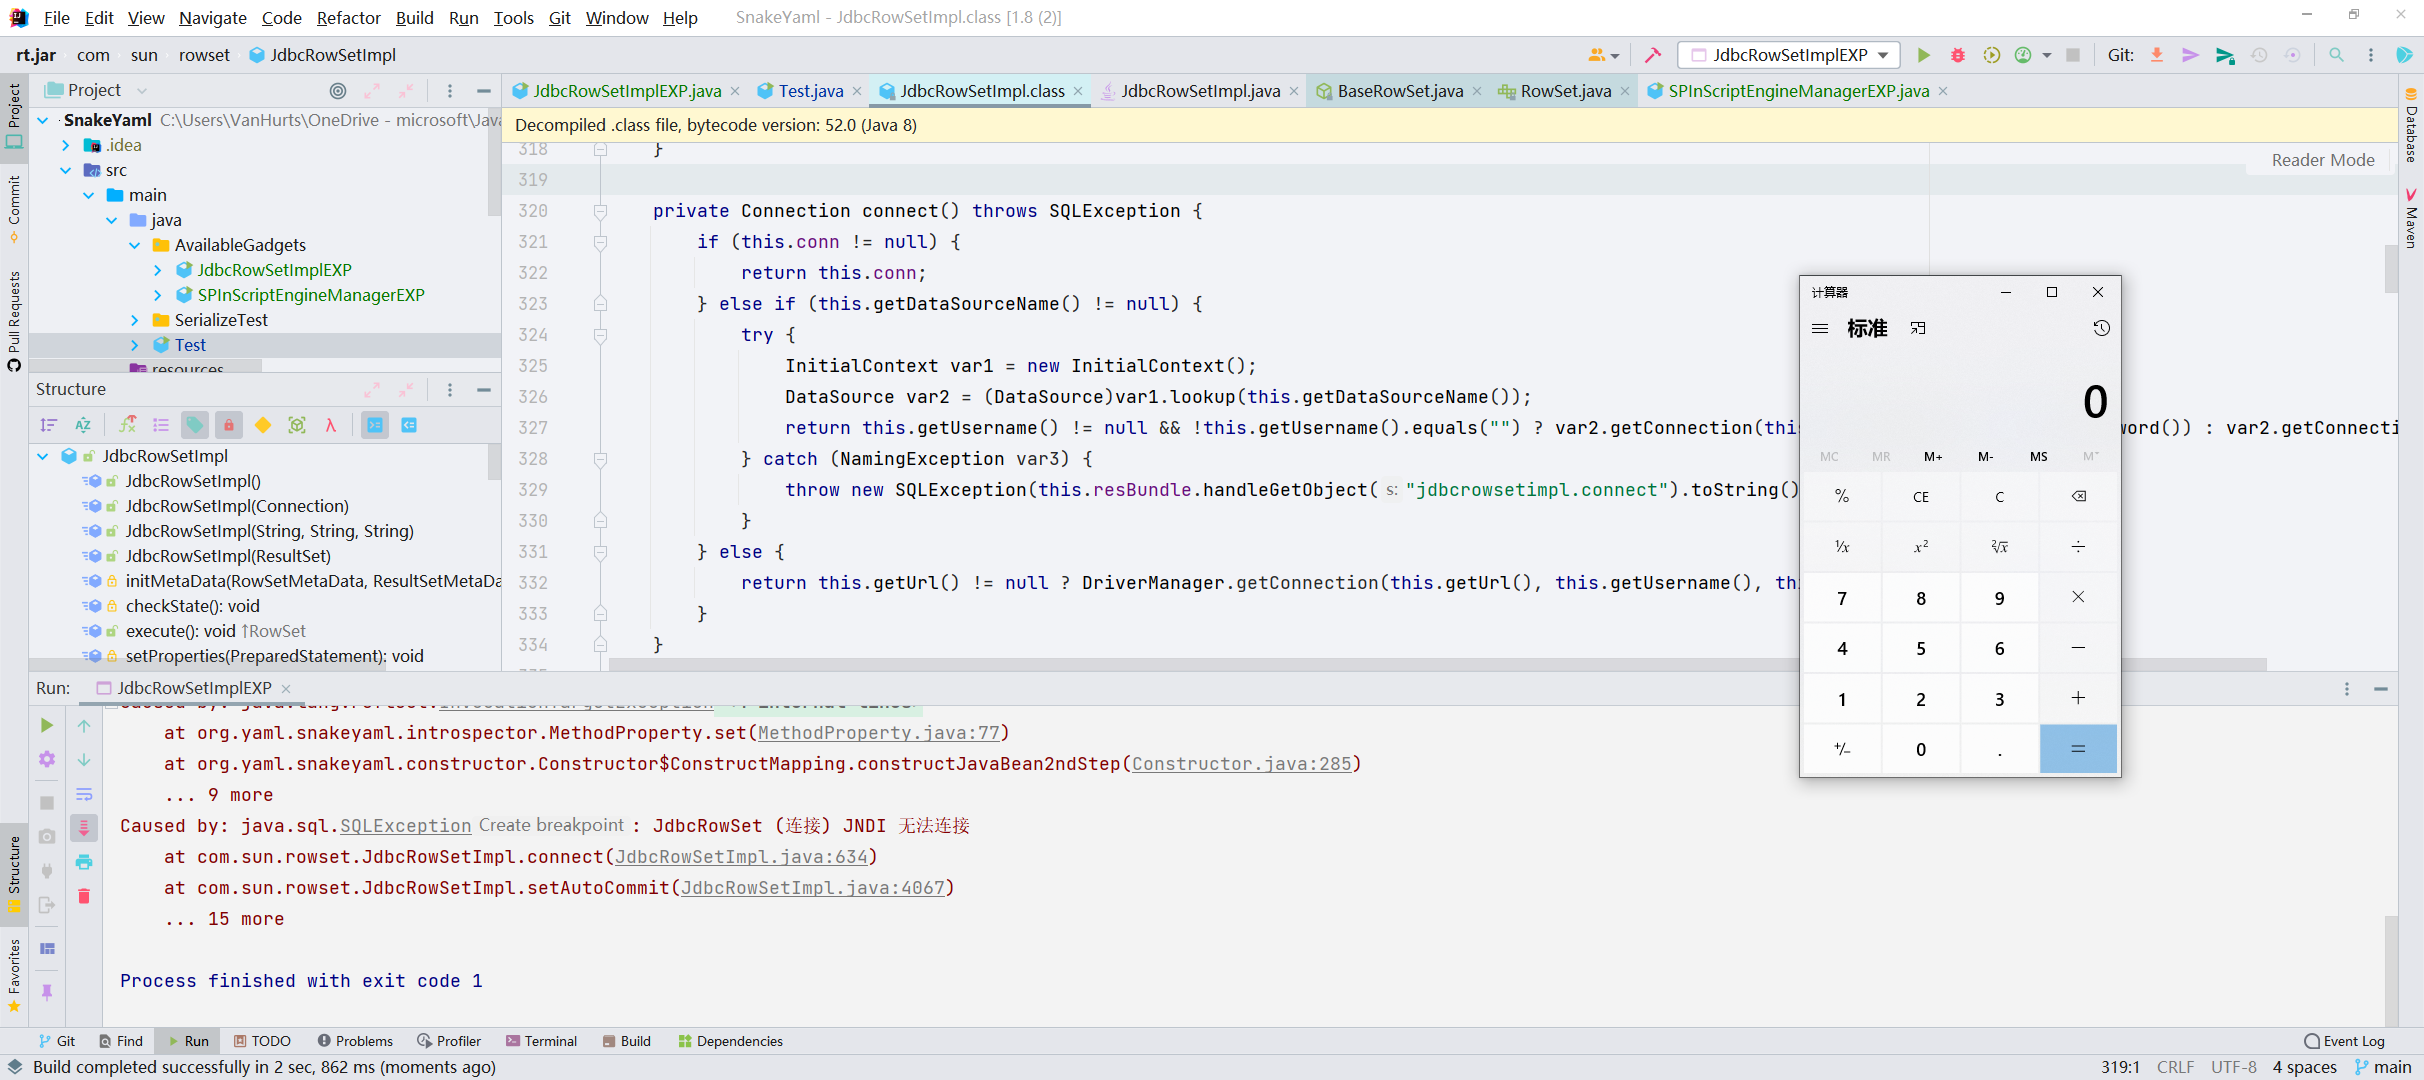 File Edit View Navigate Code Refactor Build Run Tools Git Window Help SnakeYaml - JdbcRowSetImpl.class [1.8 (2)]
rt.jar com sun rowset JdbcRowSetImpl JdbcRowSetImplEXP Git:
Project
JdbcRowSetImplEXP.java Test.java JdbcRowSetImpl.class JdbcRowSetImpl.java BaseRowSet.java RowSet.java SPInScriptEngineManagerEXP.java
Decompiled .class file, bytecode version: 52.0 (Java 8)
Reader Mode
SnakeYaml C:\Users\VanHurts\OneDrive - microsoft\Java
.idea
src
main
java
AvailableGadgets
JdbcRowSetImplEXP
SPInScriptEngineManagerEXP
SerializeTest
Test
resources
Structure
JdbcRowSetImpl
JdbcRowSetImpl()
JdbcRowSetImpl(Connection)
JdbcRowSetImpl(String, String, String)
JdbcRowSetImpl(ResultSet)
initMetaData(RowSetMetaData, ResultSetMetaDa
checkState(): void
execute(): void ↑RowSet
setProperties(PreparedStatement): void
318 }
319
320 private Connection connect() throws SQLException {
321 if (this.conn != null) {
322 return this.conn;
323 } else if (this.getDataSourceName() != null) {
324 try {
325 InitialContext var1 = new InitialContext();
326 DataSource var2 = (DataSource)var1.lookup(this.getDataSourceName());
327 return this.getUsername() != null && !this.getUsername().equals("") ? var2.getConnection(thi word()) : var2.getConnecti
328 } catch (NamingException var3) {
329 throw new SQLException(this.resBundle.handleGetObject( s: "jdbcrowsetimpl.connect").toString()
330 }
331 } else {
332 return this.getUrl() != null ? DriverManager.getConnection(this.getUrl(), this.getUsername(), thi
333 }
334 }
计算器
标准
0
MC MR M+ M- MS M˅
% CE C
⅟x x² ²√x ÷
7 8 9 ×
4 5 6 −
1 2 3 +
+/− 0 . =
Run: JdbcRowSetImplEXP
Caused by: java.lang.reflect.InvocationTargetException <4 internal lines>
at org.yaml.snakeyaml.introspector.MethodProperty.set(MethodProperty.java:77)
at org.yaml.snakeyaml.constructor.Constructor$ConstructMapping.constructJavaBean2ndStep(Constructor.java:285)
... 9 more
Caused by: java.sql.SQLException Create breakpoint : JdbcRowSet (连接) JNDI 无法连接
at com.sun.rowset.JdbcRowSetImpl.connect(JdbcRowSetImpl.java:634)
at com.sun.rowset.JdbcRowSetImpl.setAutoCommit(JdbcRowSetImpl.java:4067)
... 15 more
Process finished with exit code 1
Project
Commit
Pull Requests
Structure
Favorites
Database
Maven
Git Find Run TODO Problems Profiler Terminal Build Dependencies Event Log
Build completed successfully in 2 sec, 862 ms (moments ago) 319:1 CRLF UTF-8 4 spaces main